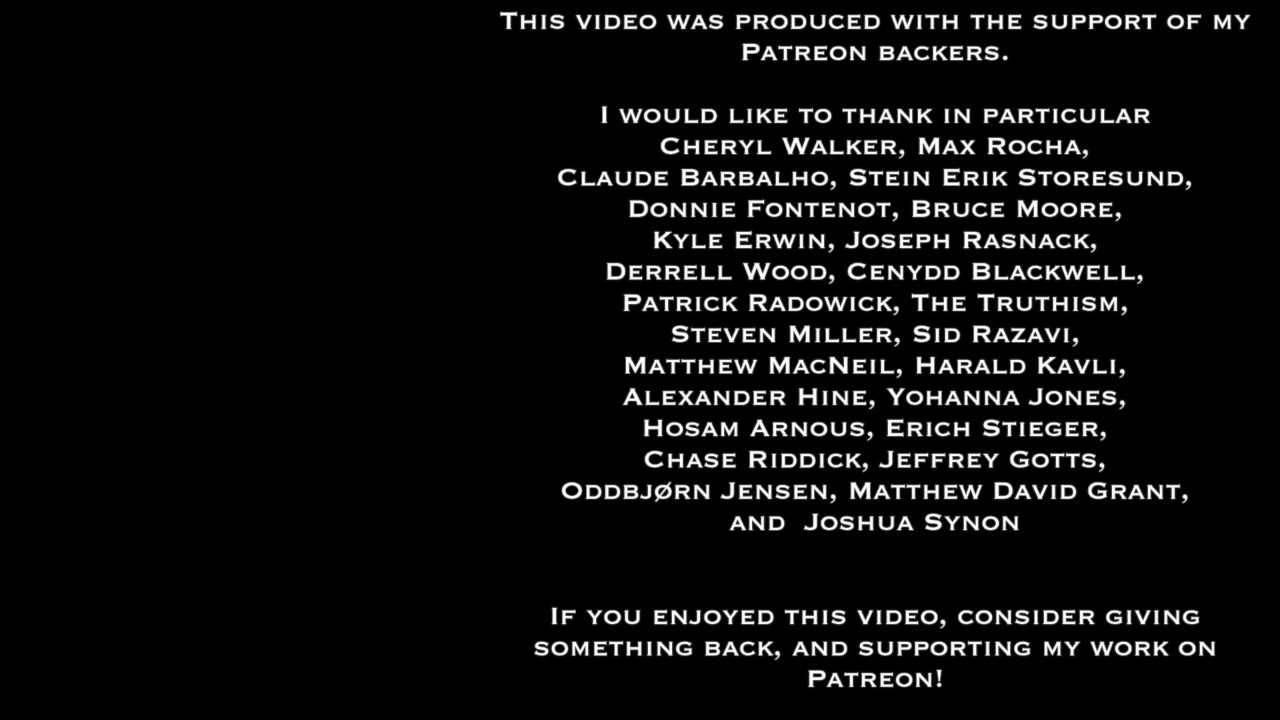 This video was produced with the support of my
Patreon backers.
I would like to thank in particular
Cheryl Walker, Max Rocha,
Claude Barbalho, Stein Erik Storesund,
Donnie Fontenot, Bruce Moore,
Kyle Erwin, Joseph Rasnack,
Derrell Wood, Cenydd Blackwell,
Patrick Radowick, The Truthism,
Steven Miller, Sid Razavi,
Matthew MacNeil, Harald Kavli,
Alexander Hine, Yohanna Jones,
Hosam Arnous, Erich Stieger,
Chase Riddick, Jeffrey Gotts,
Oddbjørn Jensen, Matthew David Grant,
and Joshua Synon
If you enjoyed this video, consider giving
something back, and supporting my work on
Patreon!